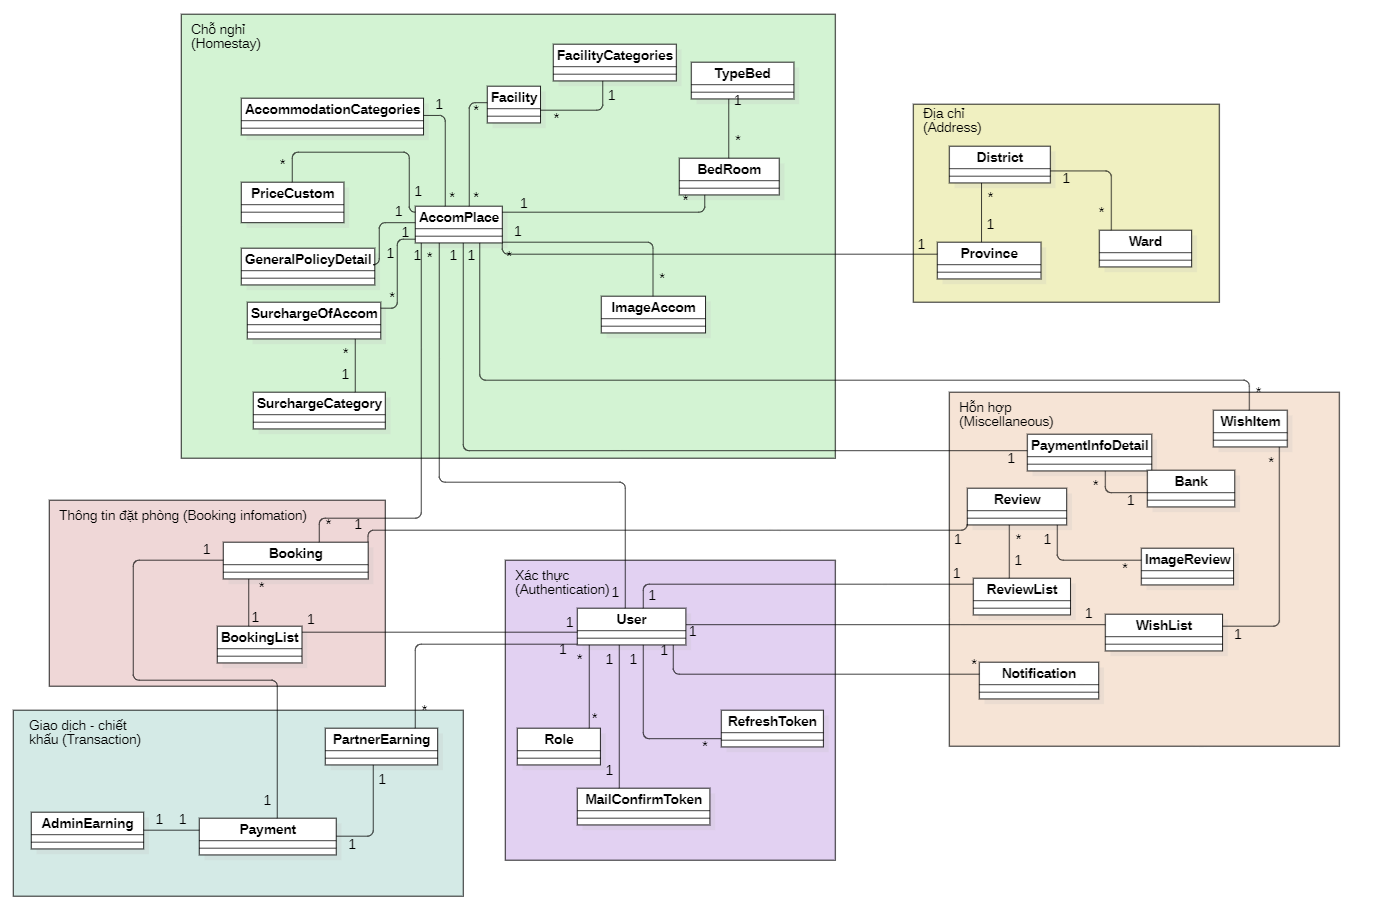 Chỗ nghỉ
(Homestay)
FacilityCategories
TypeBed
Facility
AccommodationCategories
1
1
*
*
1
*
BedRoom
*
PriceCustom
1
*
*
*
1
AccomPlace
1
1
1
1
*
1
1
*
GeneralPolicyDetail
1
*
*
SurchargeOfAccom
ImageAccom
*
1
SurchargeCategory
Địa chỉ
(Address)
District
1
*
*
1
1
Ward
Province
Hỗn hợp
(Miscellaneous)
*
WishItem
PaymentInfoDetail
1
*
*
Bank
1
Review
1
*
1
1
ImageReview
*
1
ReviewList
1
WishList
1
*
Notification
Thông tin đặt phòng (Booking infomation)
*
1
1
Booking
*
1
1
BookingList
Xác thực
(Authentication)
1
1
1
User
1
1
*
1
1
1
*
Role
RefreshToken
*
1
MailConfirmToken
Giao dịch - chiết
khấu (Transaction)
*
PartnerEarning
1
1
AdminEarning
1
1
Payment
1